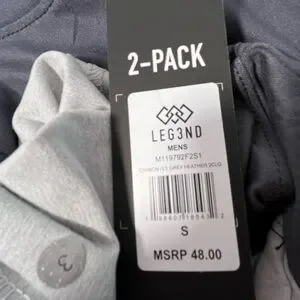 2-PACK
LEG3ND
MENS
M119792F2S1
S
MSRP 48.00